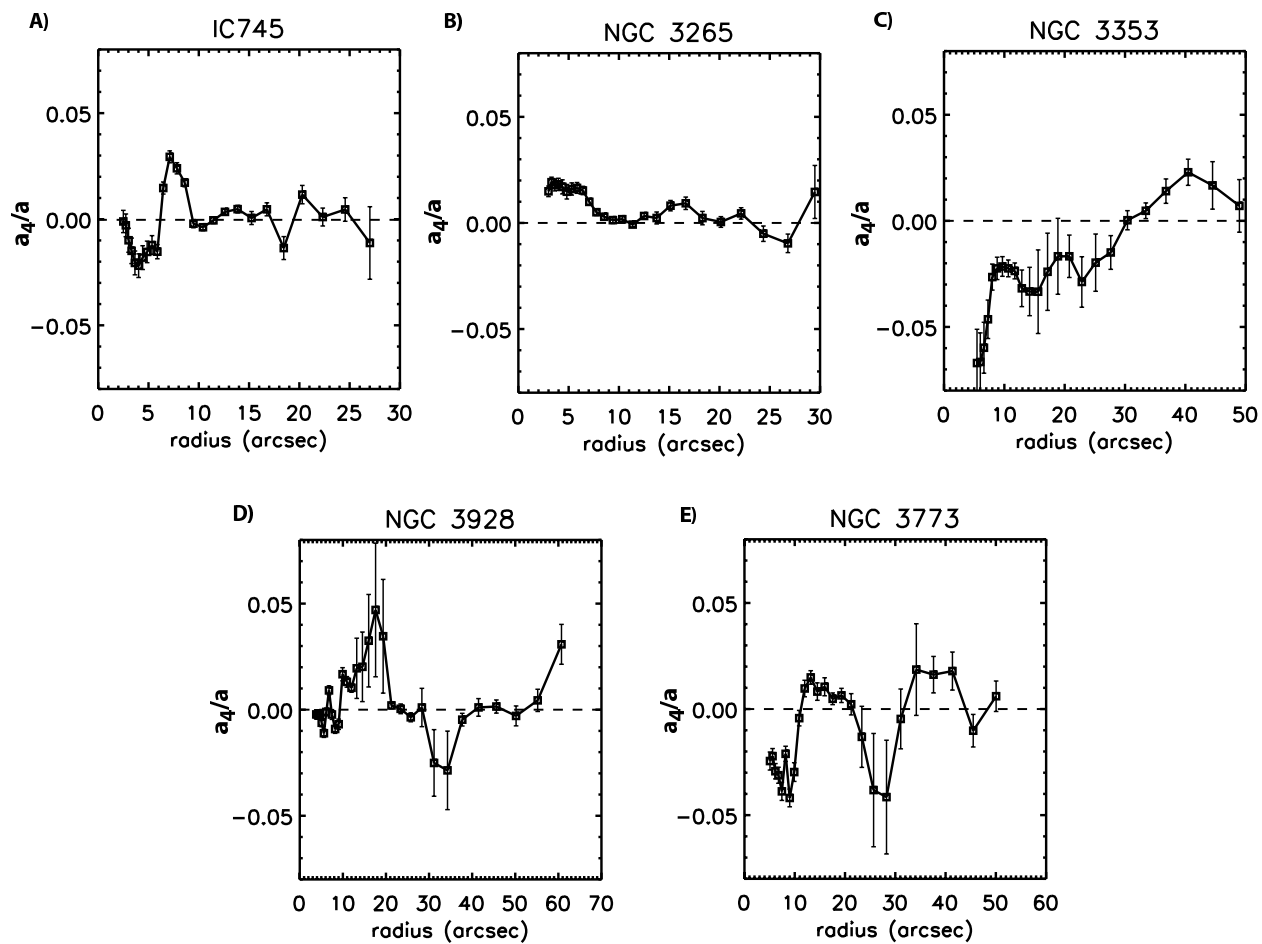 A) IC745
0.05
0.00
−0.05
a4/a
0 5 10 15 20 25 30
radius (arcsec)
B) NGC 3265
0.05
0.00
−0.05
a4/a
0 5 10 15 20 25 30
radius (arcsec)
C) NGC 3353
0.05
0.00
−0.05
a4/a
0 10 20 30 40 50
radius (arcsec)
D) NGC 3928
0.05
0.00
−0.05
a4/a
0 10 20 30 40 50 60 70
radius (arcsec)
E) NGC 3773
0.05
0.00
−0.05
a4/a
0 10 20 30 40 50 60
radius (arcsec)